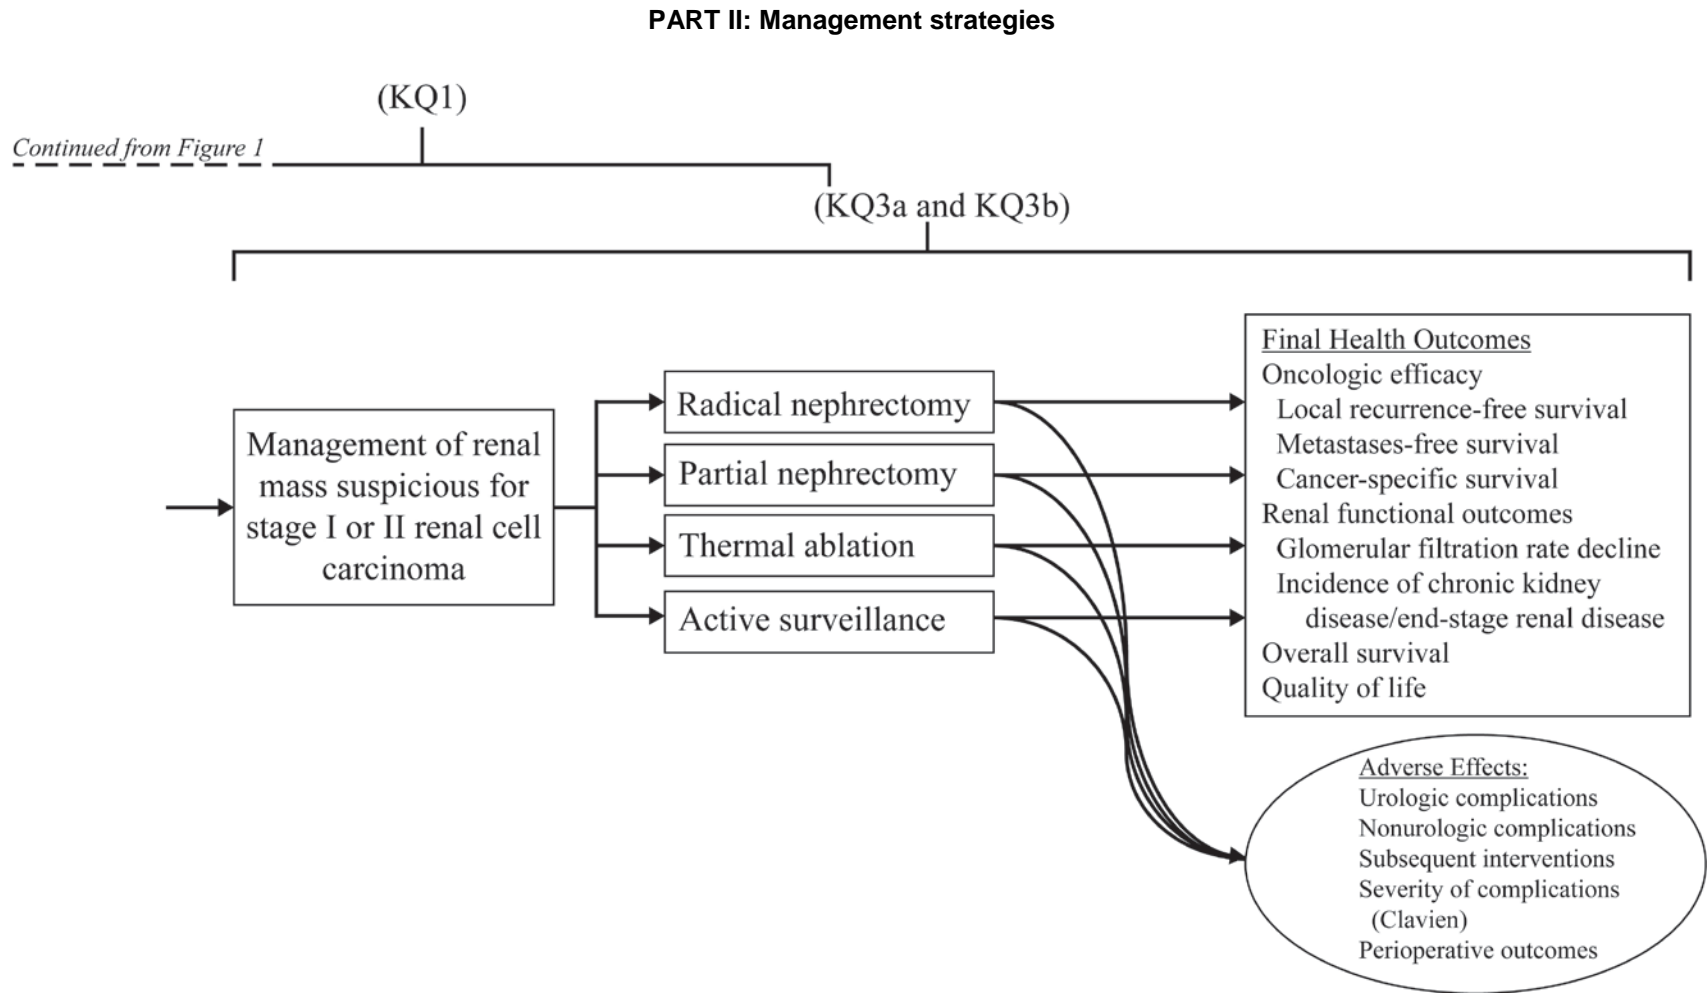 PART II: Management strategies
(KQ1)
Continued from Figure 1
(KQ3a and KQ3b)
Management of renal
mass suspicious for
stage I or II renal cell
carcinoma
Radical nephrectomy
Partial nephrectomy
Thermal ablation
Active surveillance
Final Health Outcomes
Oncologic efficacy
Local recurrence-free survival
Metastases-free survival
Cancer-specific survival
Renal functional outcomes
Glomerular filtration rate decline
Incidence of chronic kidney
disease/end-stage renal disease
Overall survival
Quality of life
Adverse Effects:
Urologic complications
Nonurologic complications
Subsequent interventions
Severity of complications
(Clavien)
Perioperative outcomes